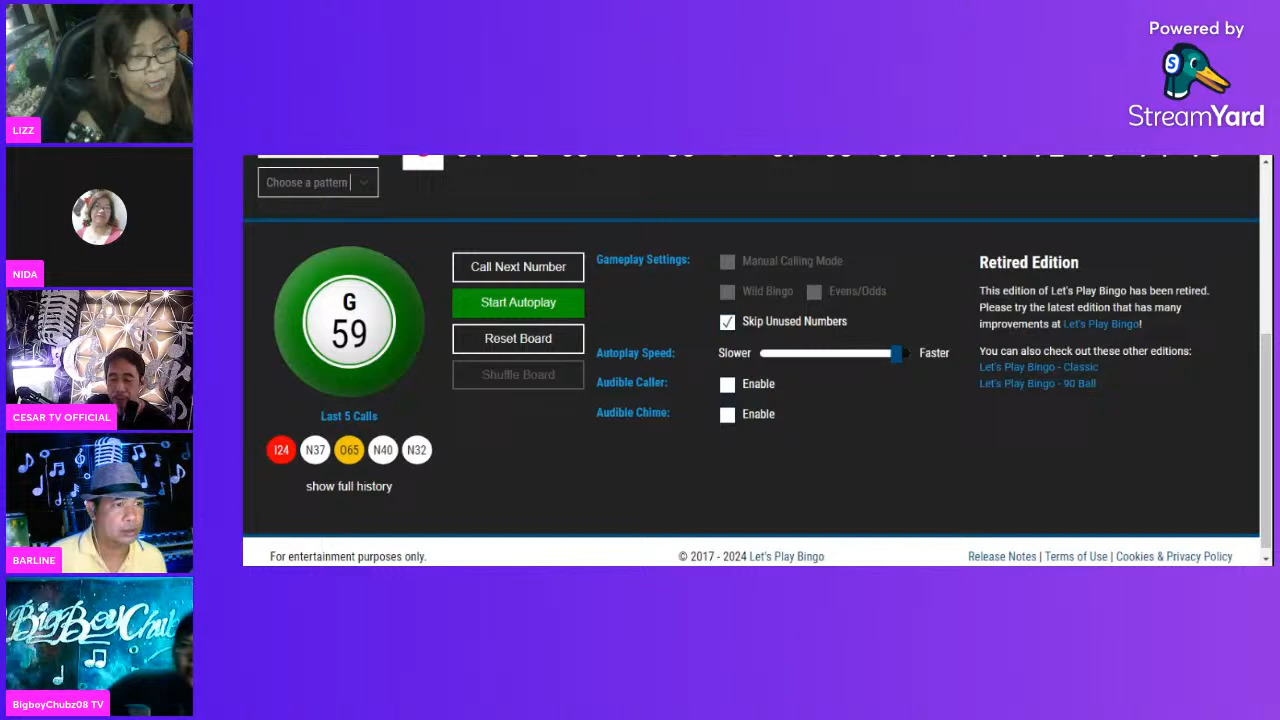 LIZZ
NIDA
CESAR TV OFFICIAL
BARLINE
BigBoyChub
BigboyChubz08 TV
Powered by
S
StreamYard
Choose a pattern
G
59
Last 5 Calls
I24 N37 O65 N40 N32
show full history
Call Next Number
Start Autoplay
Reset Board
Shuffle Board
Gameplay Settings:
Manual Calling Mode
Wild Bingo
Evens/Odds
Skip Unused Numbers
Autoplay Speed:
Slower
Faster
Audible Caller:
Enable
Audible Chime:
Enable
Retired Edition
This edition of Let's Play Bingo has been retired.
Please try the latest edition that has many
improvements at Let's Play Bingo!
You can also check out these other editions:
Let's Play Bingo - Classic
Let's Play Bingo - 90 Ball
For entertainment purposes only.
© 2017 - 2024 Let's Play Bingo
Release Notes | Terms of Use | Cookies & Privacy Policy